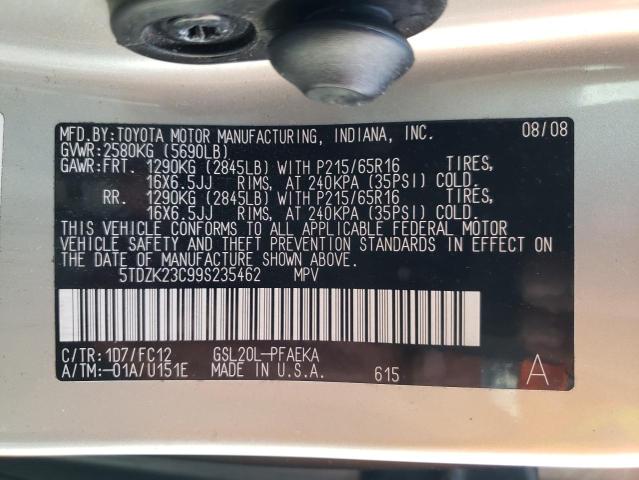 MFD.BY:TOYOTA MOTOR MANUFACTURING, INDIANA, INC. 08/08
GVWR:2580KG (5690LB)
GAWR:FRT. 1290KG (2845LB) WITH P215/65R16 TIRES,
16X6.5JJ RIMS, AT 240KPA (35PSI) COLD.
RR. 1290KG (2845LB) WITH P215/65R16 TIRES,
16X6.5JJ RIMS, AT 240KPA (35PSI) COLD.
THIS VEHICLE CONFORMS TO ALL APPLICABLE FEDERAL MOTOR
VEHICLE SAFETY AND THEFT PREVENTION STANDARDS IN EFFECT ON
THE DATE OF MANUFACTURE SHOWN ABOVE.
5TDZK23C99S235462 MPV
C/TR:1D7/FC12 GSL20L-PFAEKA
A/TM:-01A/U151E MADE IN U.S.A. 615 A